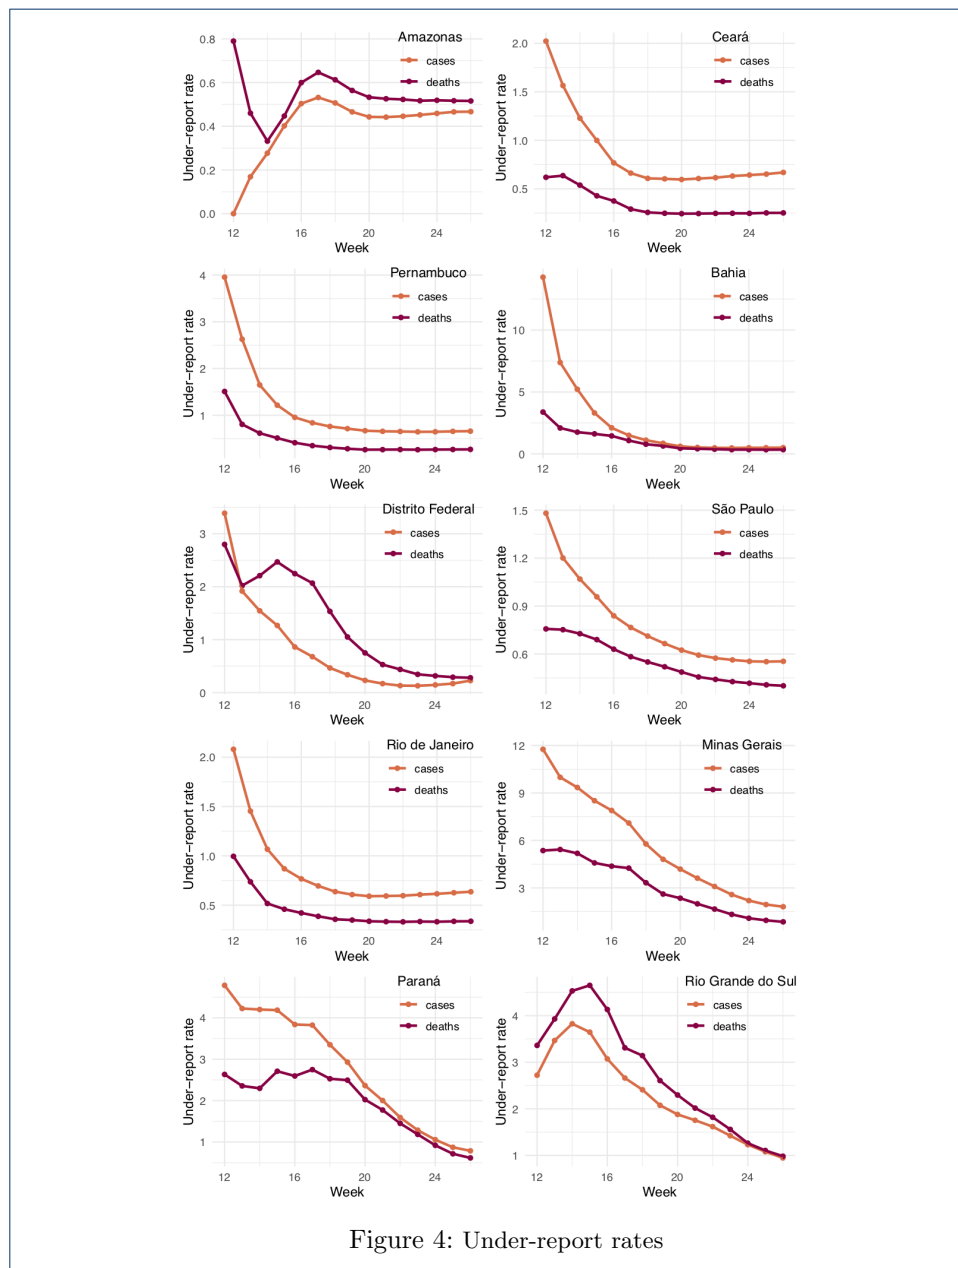 Amazonas
cases
deaths
Under−report rate
0.8
0.6
0.4
0.2
0.0
12 16 20 24
Week
Ceará
cases
deaths
Under−report rate
2.0
1.5
1.0
0.5
12 16 20 24
Week
Pernambuco
cases
deaths
Under−report rate
4
3
2
1
12 16 20 24
Week
Bahia
cases
deaths
Under−report rate
10
5
0
12 16 20 24
Week
Distrito Federal
cases
deaths
Under−report rate
3
2
1
0
12 16 20 24
Week
São Paulo
cases
deaths
Under−report rate
1.5
1.2
0.9
0.6
12 16 20 24
Week
Rio de Janeiro
cases
deaths
Under−report rate
2.0
1.5
1.0
0.5
12 16 20 24
Week
Minas Gerais
cases
deaths
Under−report rate
12
9
6
3
12 16 20 24
Week
Paraná
cases
deaths
Under−report rate
4
3
2
1
12 16 20 24
Week
Rio Grande do Sul
cases
deaths
Under−report rate
4
3
2
1
12 16 20 24
Week
Figure 4: Under-report rates